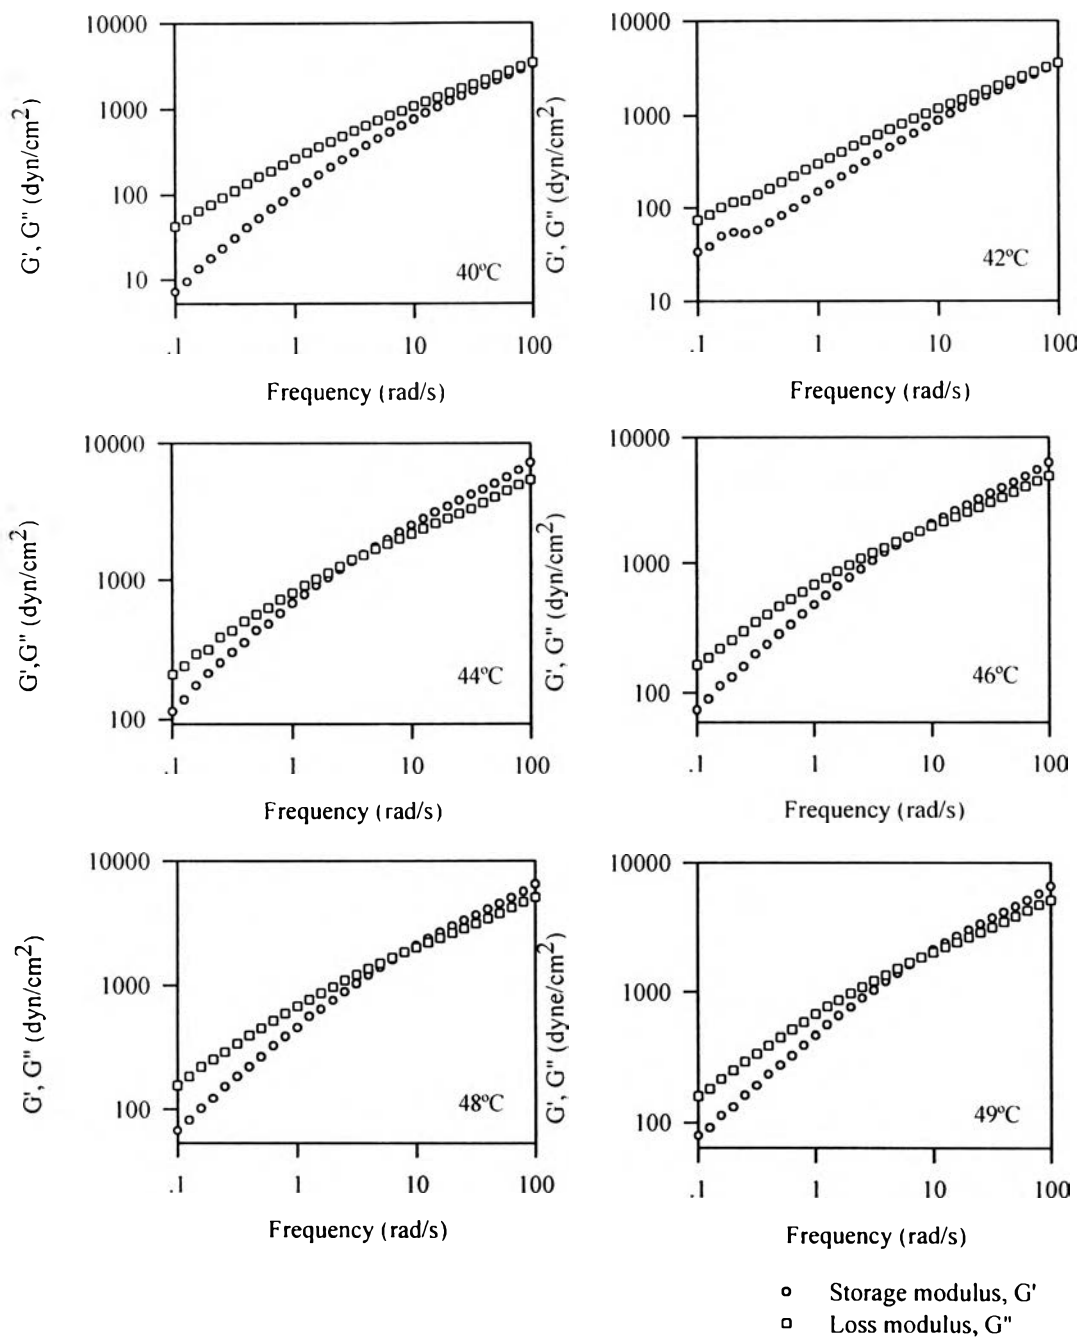 10000
1000
100
10
G', G" (dyn/cm2)
40ºC
.1 1 10 100
Frequency (rad/s)
10000
1000
100
10
G', G" (dyn/cm2)
42ºC
.1 1 10 100
Frequency (rad/s)
10000
1000
100
G',G" (dyn/cm2)
44ºC
.1 1 10 100
Frequency (rad/s)
10000
1000
100
G', G" (dyn/cm2)
46ºC
.1 1 10 100
Frequency (rad/s)
10000
1000
100
G', G" (dyn/cm2)
48ºC
.1 1 10 100
Frequency (rad/s)
10000
1000
100
G', G" (dyne/cm2)
49ºC
.1 1 10 100
Frequency (rad/s)
Storage modulus, G'
Loss modulus, G"